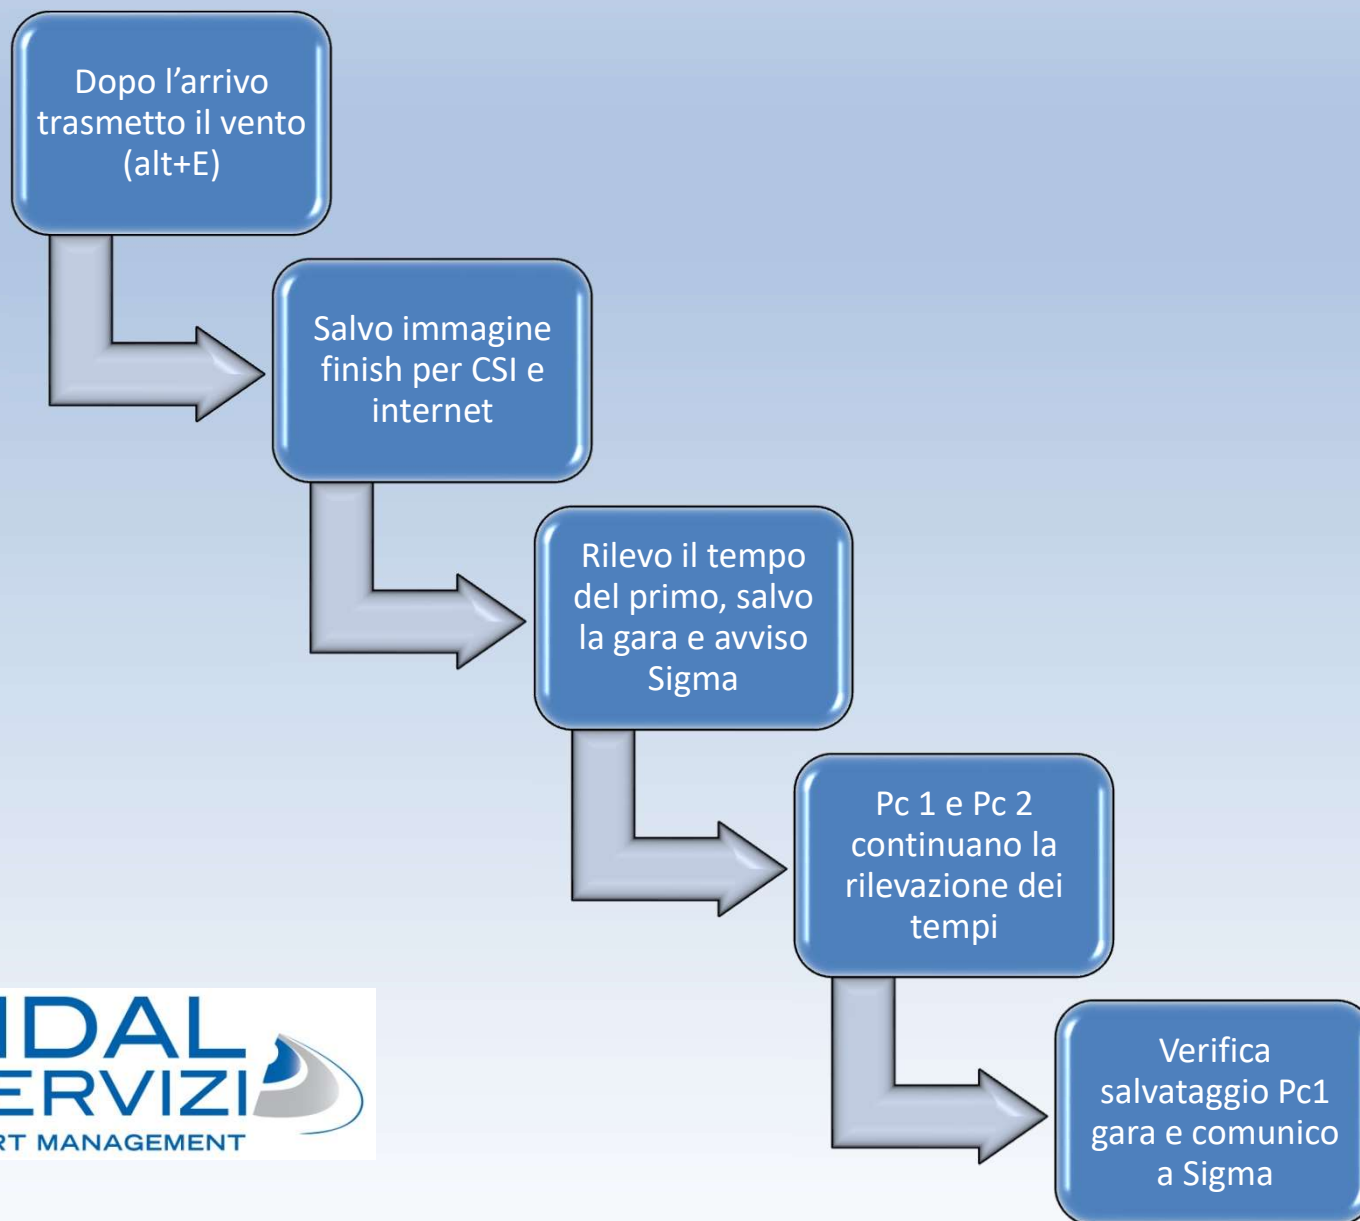 Dopo l’arrivo
trasmetto il vento
(alt+E)
Salvo immagine
finish per CSI e
internet
Rilevo il tempo
del primo, salvo
la gara e avviso
Sigma
Pc 1 e Pc 2
continuano la
rilevazione dei
tempi
Verifica
salvataggio Pc1
gara e comunico
a Sigma
IDAL
ERVIZI
RT MANAGEMENT